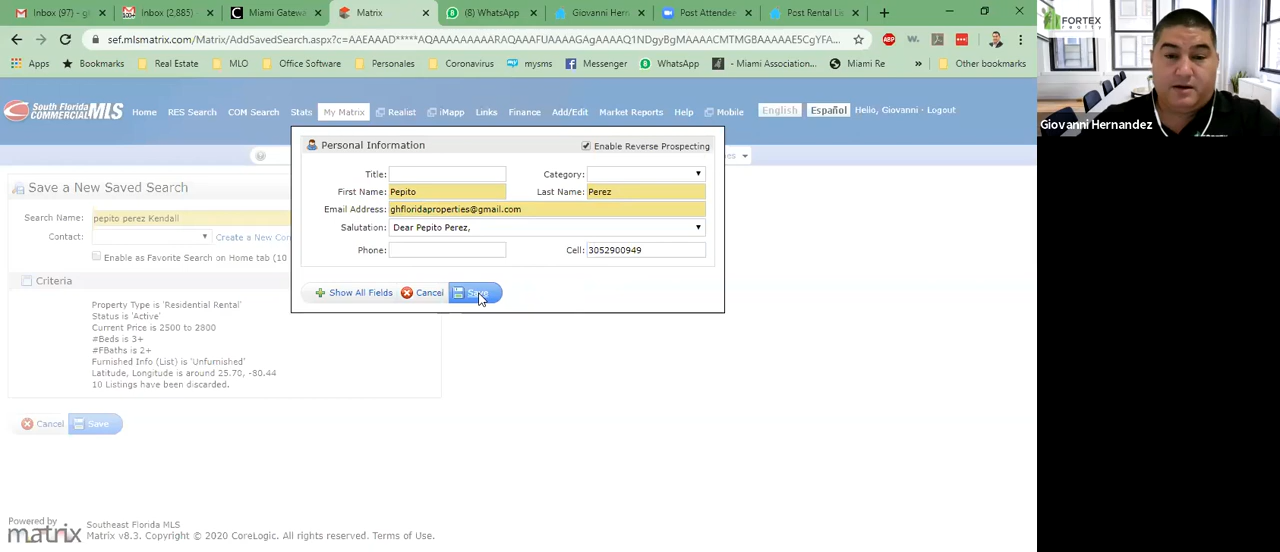 Inbox (97) - g
Inbox (2,885)
Miami Gatewa
Matrix
(8) WhatsApp
Giovanni Hern
Post Attendee
Post Rental Lis
sef.mlsmatrix.com/Matrix/AddSavedSearch.aspx?c=
Apps
Bookmarks
Real Estate
MLO
Office Software
Personales
Coronal
mysms
Messenger
WhatsApp
- Miami Association...
Miami Re
»
Other bookmarks
South Florida
COMMERCIAL MLS
Home
RES Search
COM Search
Stats
My Matrix
Realist
iMapp
Links
Finance
Add/Edit
Market Reports
Help
Mobile
English
Español
Hello, Giovanni · Logout
Personal Information
Enable Reverse Prospecting
Title:
Category:
First Name: Pepito
Last Name: Perez
Email Address: ghfloridaproperties@gmail.com
Salutation: Dear Pepito Perez,
Phone:
Cell: 3052900949
Show All Fields
Cancel
Save
Save a New Saved Search
Search Name: pepito perez Kendall
Contact:
Create a New Con
Enable as Favorite Search on Home tab (10
Criteria
Property Type is 'Residential Rental'
Status is 'Active'
Current Price is 2500 to 2800
#Beds is 3+
#FBaths is 2+
Furnished Info (List) is 'Unfurnished'
Latitude, Longitude is around 25.70, -80.44
10 Listings have been discarded.
Cancel
Save
Powered by
matrix
Southeast Florida MLS
Matrix v8.3. Copyright © 2020 CoreLogic. All rights reserved. Terms of Use.
FORTEX
realty
Giovanni Hernandez